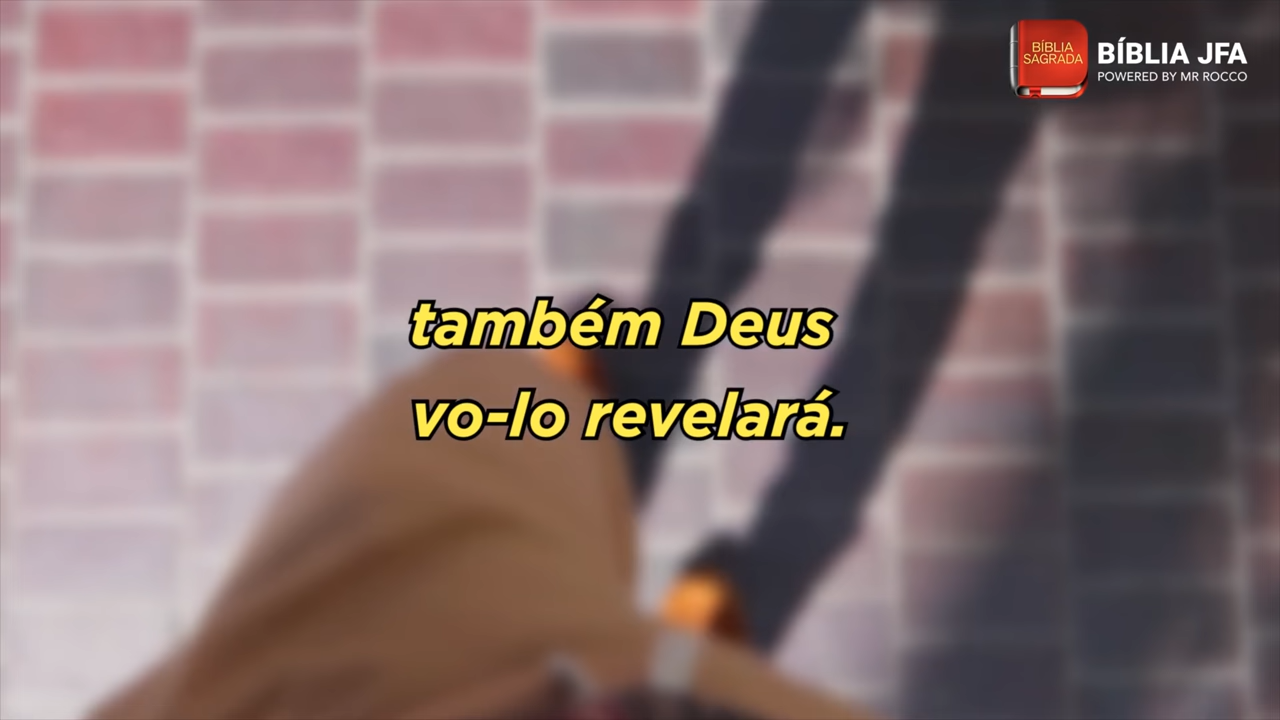 BÍBLIA
SAGRADA
BÍBLIA JFA
POWERED BY MR ROCCO
também Deus
vo-lo revelará.